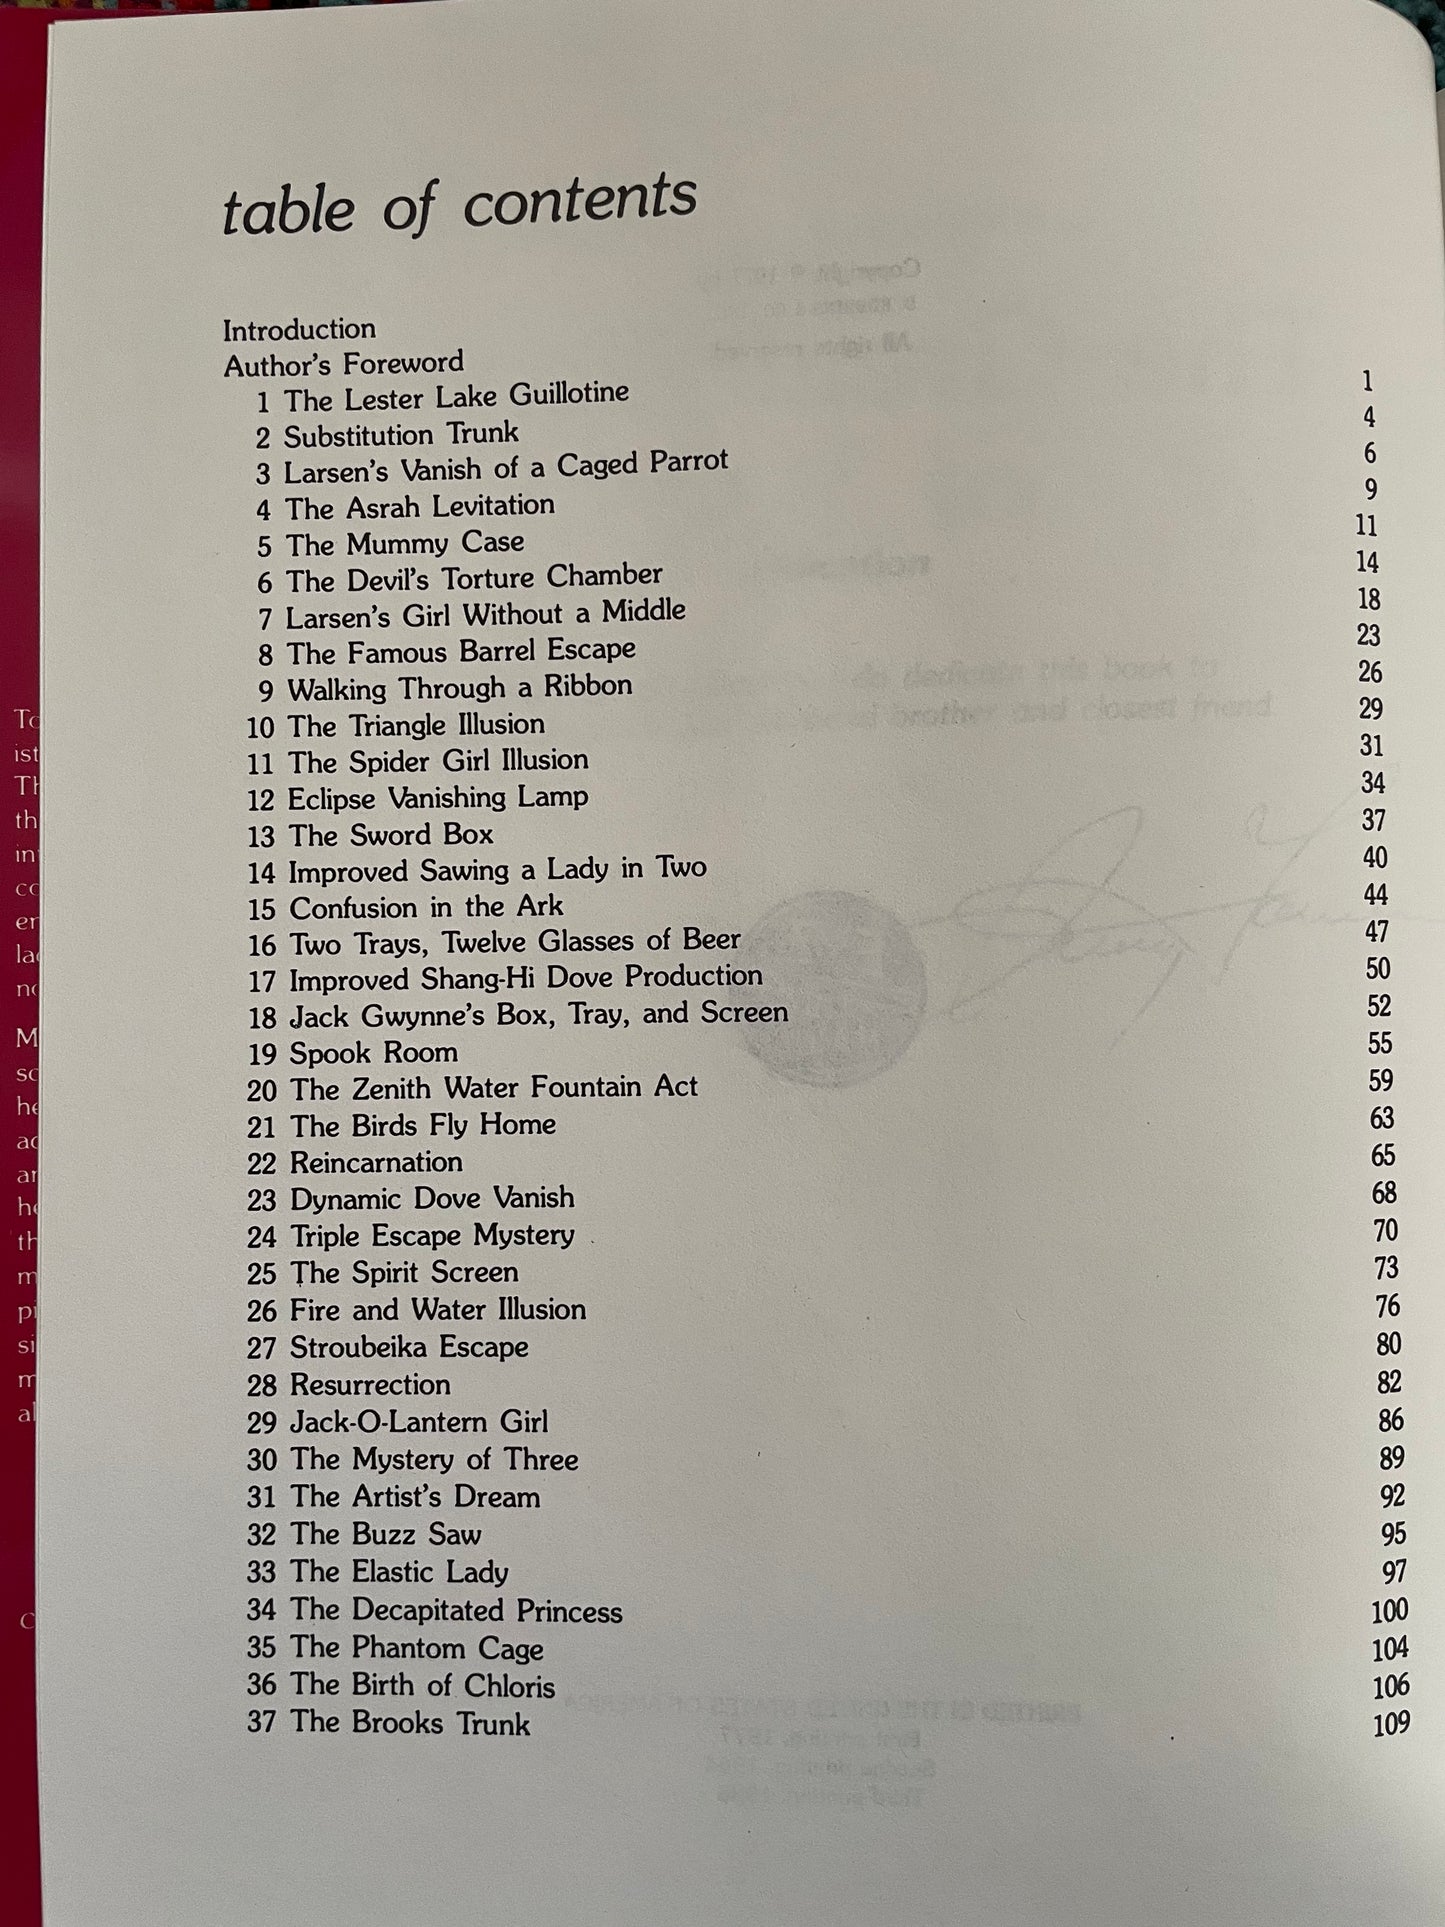 table of contents
Introduction
Author's Foreword
1 The Lester Lake Guillotine 1
2 Substitution Trunk 4
3 Larsen's Vanish of a Caged Parrot 6
4 The Asrah Levitation 9
5 The Mummy Case 11
6 The Devil's Torture Chamber 14
7 Larsen's Girl Without a Middle 18
8 The Famous Barrel Escape 23
9 Walking Through a Ribbon 26
10 The Triangle Illusion 29
11 The Spider Girl Illusion 31
12 Eclipse Vanishing Lamp 34
13 The Sword Box 37
14 Improved Sawing a Lady in Two 40
15 Confusion in the Ark 44
16 Two Trays, Twelve Glasses of Beer 47
17 Improved Shang-Hi Dove Production 50
18 Jack Gwynne's Box, Tray, and Screen 52
19 Spook Room 55
20 The Zenith Water Fountain Act 59
21 The Birds Fly Home 63
22 Reincarnation 65
23 Dynamic Dove Vanish 68
24 Triple Escape Mystery 70
25 The Spirit Screen 73
26 Fire and Water Illusion 76
27 Stroubeika Escape 80
28 Resurrection 82
29 Jack-O-Lantern Girl 86
30 The Mystery of Three 89
31 The Artist's Dream 92
32 The Buzz Saw 95
33 The Elastic Lady 97
34 The Decapitated Princess 100
35 The Phantom Cage 104
36 The Birth of Chloris 106
37 The Brooks Trunk 109